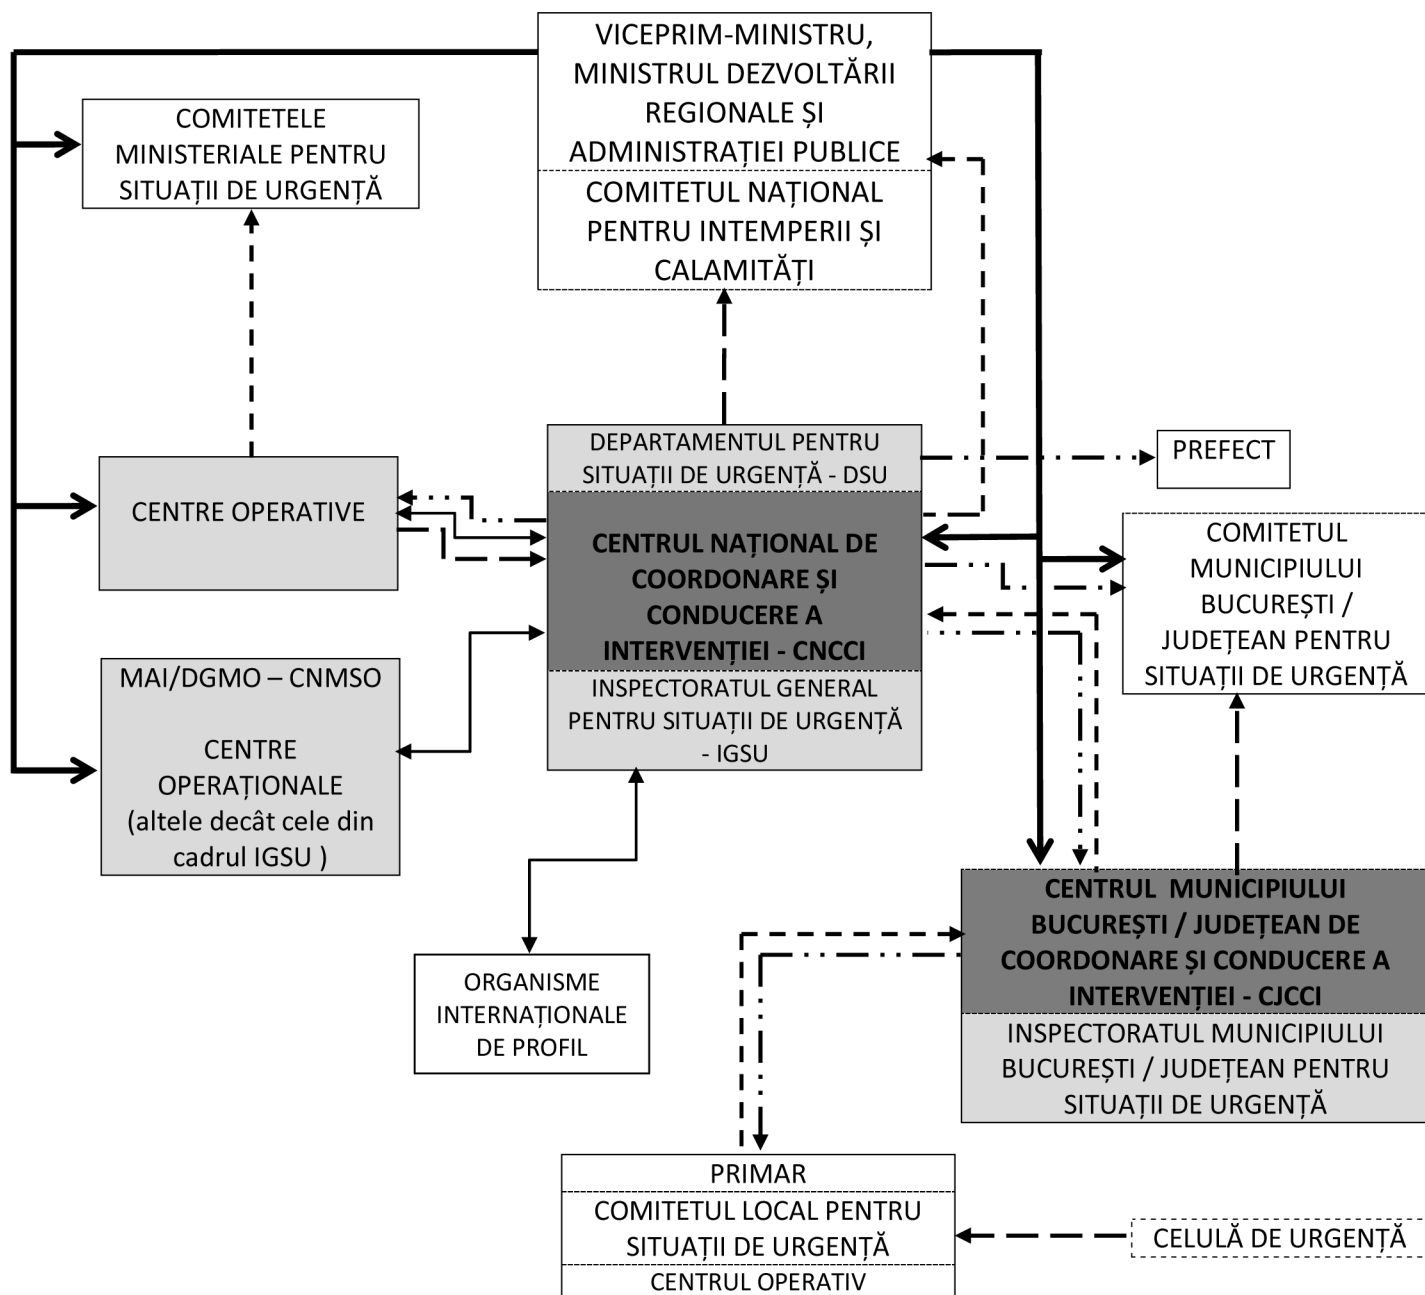 VICEPRIM-MINISTRU,
MINISTRUL DEZVOLTĂRII
REGIONALE ȘI
ADMINISTRAȚIEI PUBLICE
COMITETUL NAȚIONAL
PENTRU INTEMPERII ȘI
CALAMITĂȚI
COMITETELE
MINISTERIALE PENTRU
SITUAȚII DE URGENȚĂ
DEPARTAMENTUL PENTRU
SITUAȚII DE URGENȚĂ - DSU
CENTRUL NAȚIONAL DE
COORDONARE ȘI
CONDUCERE A
INTERVENȚIEI - CNCCI
INSPECTORATUL GENERAL
PENTRU SITUAȚII DE URGENȚĂ
- IGSU
PREFECT
CENTRE OPERATIVE
COMITETUL
MUNICIPIULUI
BUCUREȘTI /
JUDEȚEAN PENTRU
SITUAȚII DE URGENȚĂ
MAI/DGMO – CNMSO
CENTRE
OPERAȚIONALE
(altele decât cele din
cadrul IGSU )
CENTRUL MUNICIPIULUI
BUCUREȘTI / JUDEȚEAN DE
COORDONARE ȘI CONDUCERE A
INTERVENȚIEI - CJCCI
INSPECTORATUL MUNICIPIULUI
BUCUREȘTI / JUDEȚEAN PENTRU
SITUAȚII DE URGENȚĂ
ORGANISME
INTERNAȚIONALE
DE PROFIL
PRIMAR
COMITETUL LOCAL PENTRU
SITUAȚII DE URGENȚĂ
CENTRUL OPERATIV
CELULĂ DE URGENȚĂ